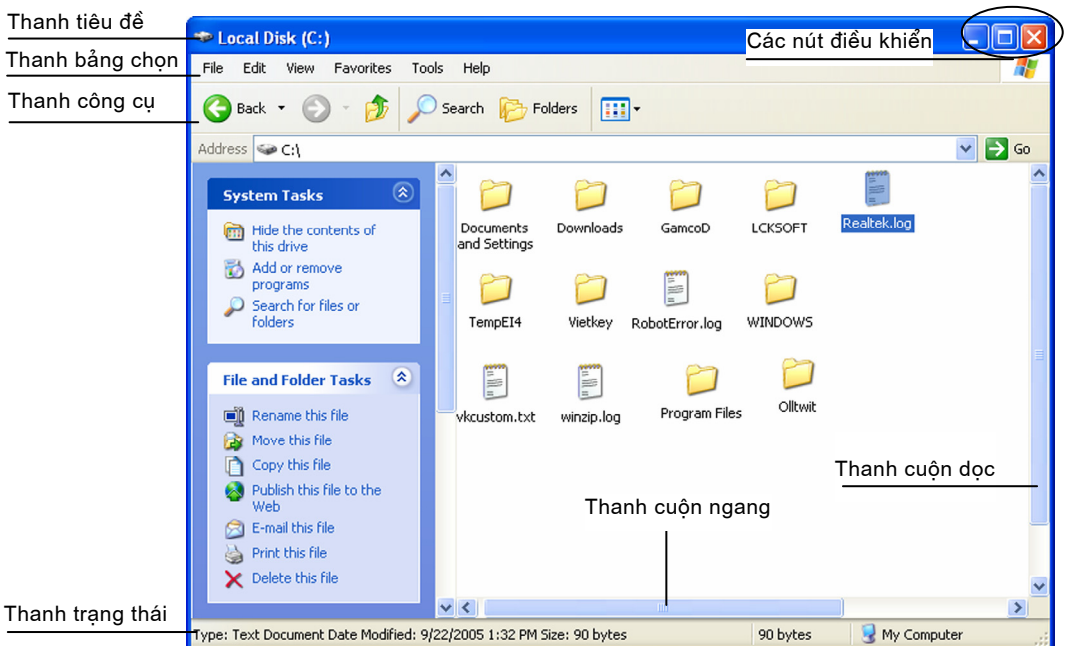 Thanh tiêu đề
Local Disk (C:)
Các nút điều khiển
Thanh bảng chọn
File Edit View Favorites Tools Help
Thanh công cụ
Back Search Folders
Address C:\ Go
System Tasks
Hide the contents of
this drive
Add or remove
programs
Search for files or
folders
File and Folder Tasks
Rename this file
Move this file
Copy this file
Publish this file to the
Web
E-mail this file
Print this file
Delete this file
Documents
and Settings
Downloads
GamcoD
LCKSOFT
Realtek.log
TempEI4
Vietkey
RobotError.log
WINDOWS
vkcustom.txt
winzip.log
Program Files
Olltwit
Thanh cuộn dọc
Thanh cuộn ngang
Thanh trạng thái
Type: Text Document Date Modified: 9/22/2005 1:32 PM Size: 90 bytes 90 bytes My Computer